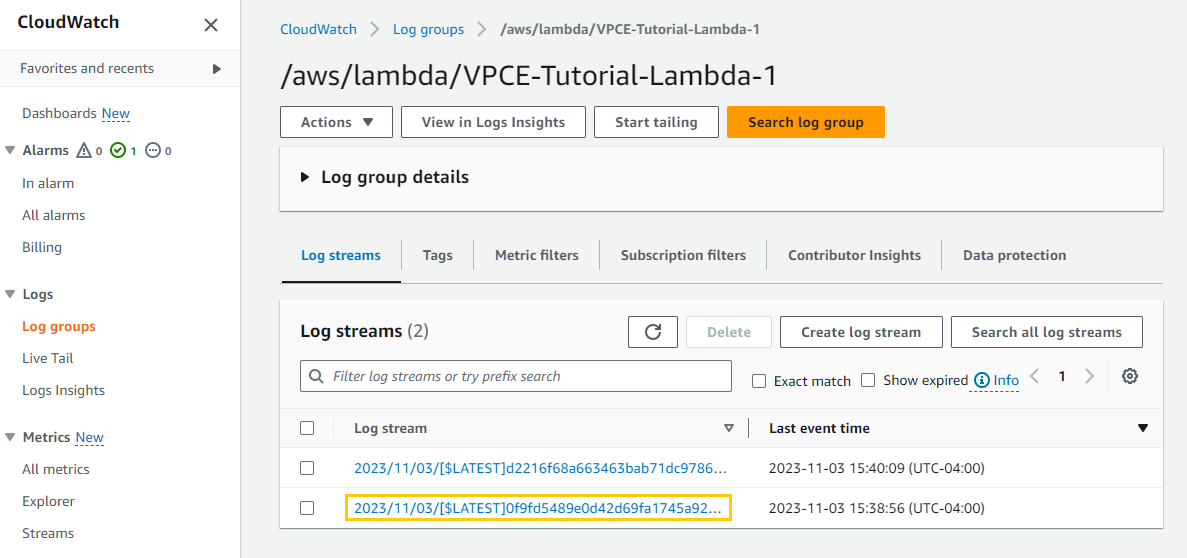 CloudWatch
Favorites and recents
Dashboards New
Alarms 0 1 0
In alarm
All alarms
Billing
Logs
Log groups
Live Tail
Logs Insights
Metrics New
All metrics
Explorer
Streams
CloudWatch Log groups /aws/lambda/VPCE-Tutorial-Lambda-1
/aws/lambda/VPCE-Tutorial-Lambda-1
Actions View in Logs Insights Start tailing Search log group
Log group details
Log streams Tags Metric filters Subscription filters Contributor Insights Data protection
Log streams (2) Delete Create log stream Search all log streams
Filter log streams or try prefix search Exact match Show expired Info 1
Log stream Last event time
2023/11/03/[$LATEST]d2216f68a663463bab71dc9786... 2023-11-03 15:40:09 (UTC-04:00)
2023/11/03/[$LATEST]0f9fd5489e0d42d69fa1745a92... 2023-11-03 15:38:56 (UTC-04:00)